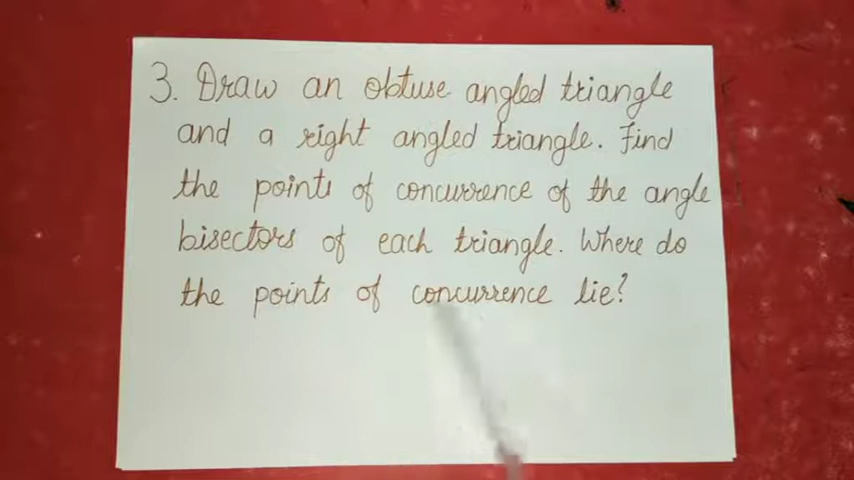 3. Draw an obtuse angled triangle
and a right angled triangle. Find
the points of concurrence of the angle
bisectors of each triangle. Where do
the points of concurrence lie?